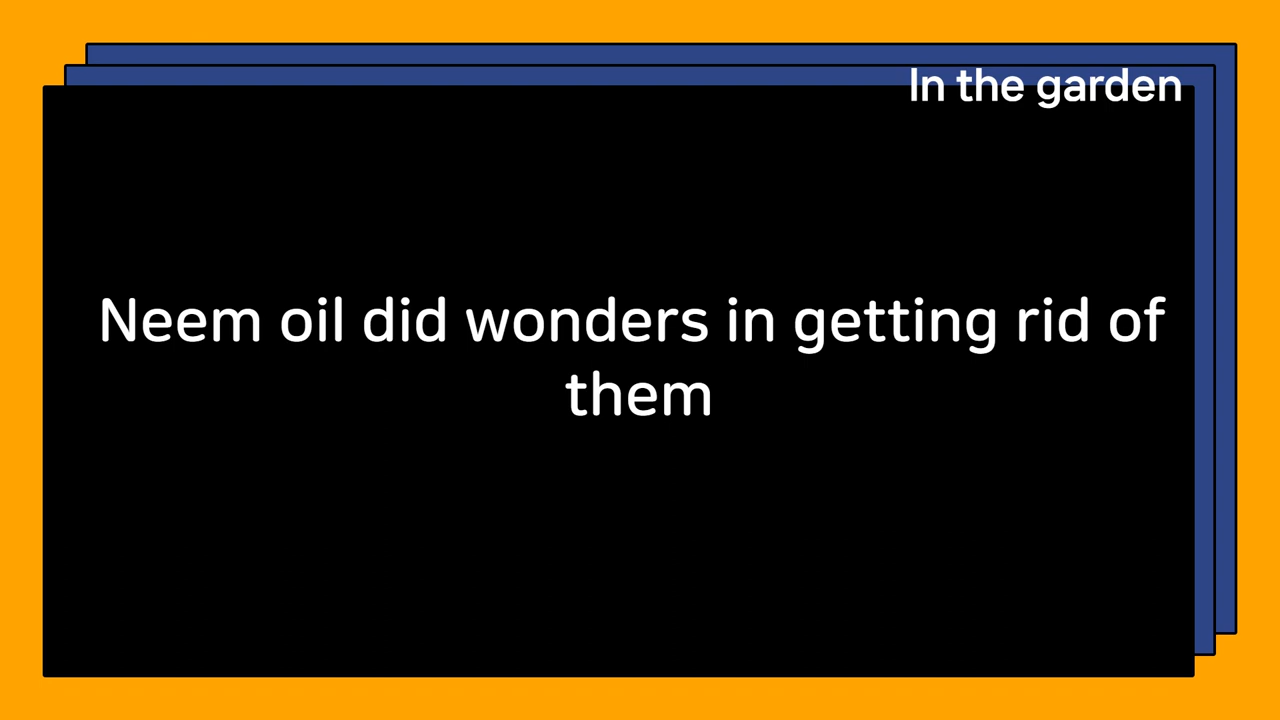 In the garden
Neem oil did wonders in getting rid of
them